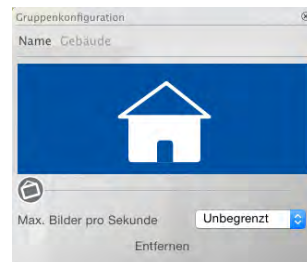 Gruppenkonfiguration
Name Gebäude
Max. Bilder pro Sekunde Unbegrenzt
Entfernen